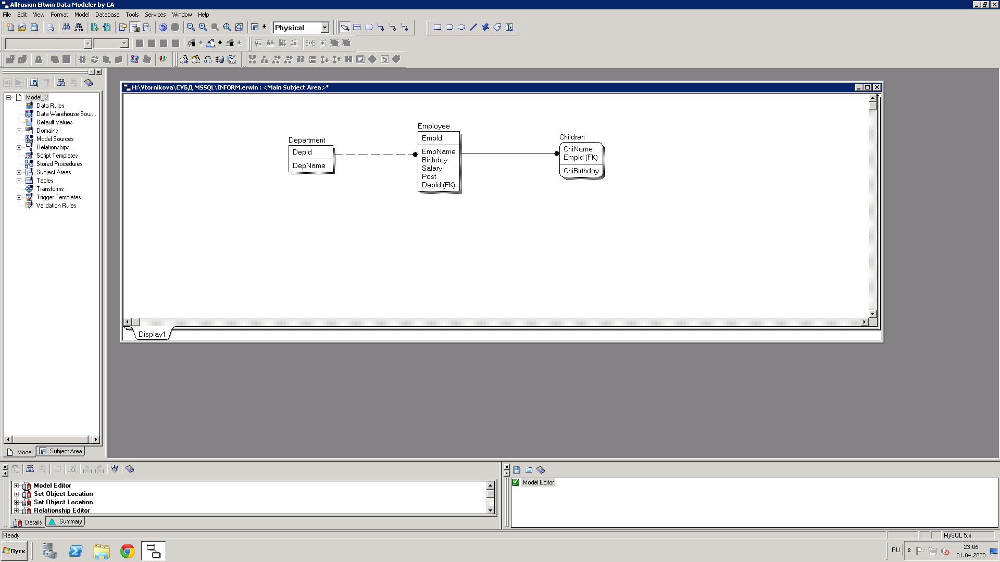 AllFusion ERwin Data Modeler by CA
File Edit View Format Model Database Tools Services Window Help
Physical
Tt
A→B
SQL
H:\Vtornikova\СУБД MSSQL\INFORM.erwin : <Main Subject Area>*
Model_2
Data Rules
Data Warehouse Sour...
Default Values
Domains
Model Sources
Relationships
Script Templates
Stored Procedures
Subject Areas
Tables
Transforms
Trigger Templates
Validation Rules
Model Subject Area
Department
DepId
DepName
Employee
EmpId
EmpName
Birthday
Salary
Post
DepId (FK)
Children
ChiName
EmpId (FK)
ChiBirthday
Display1
Model Editor
Set Object Location
Set Object Location
Relationship Editor
Details Summary
Model Editor
Ready
MySQL 5.x
Пуск
RU
23:06
01.04.2020